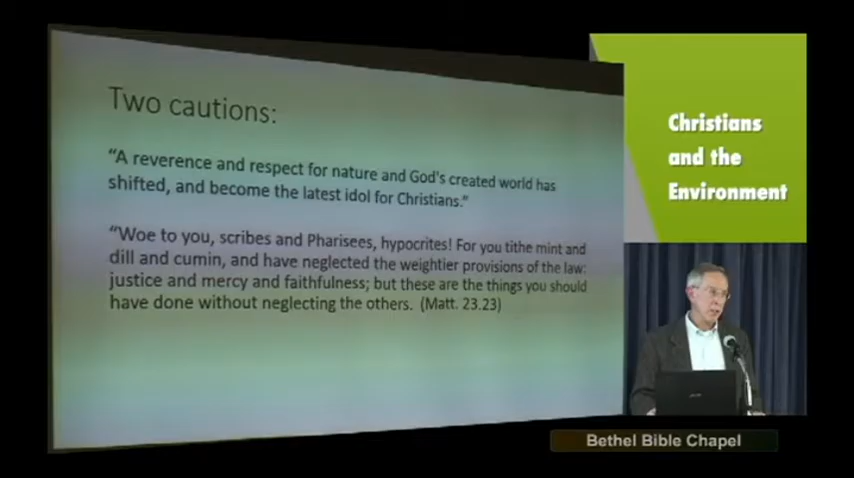 Two cautions:
"A reverence and respect for nature and God's created world has
shifted, and become the latest idol for Christians."
"Woe to you, scribes and Pharisees, hypocrites! For you tithe mint and
dill and cumin, and have neglected the weightier provisions of the law:
justice and mercy and faithfulness; but these are the things you should
have done without neglecting the others. (Matt. 23.23)
Christians
and the
Environment
Bethel Bible Chapel